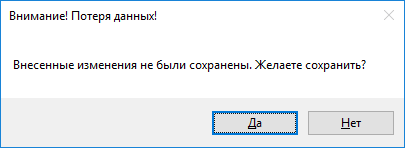 Внимание! Потеря данных!
Внесенные изменения не были сохранены. Желаете сохранить?
Да
Нет